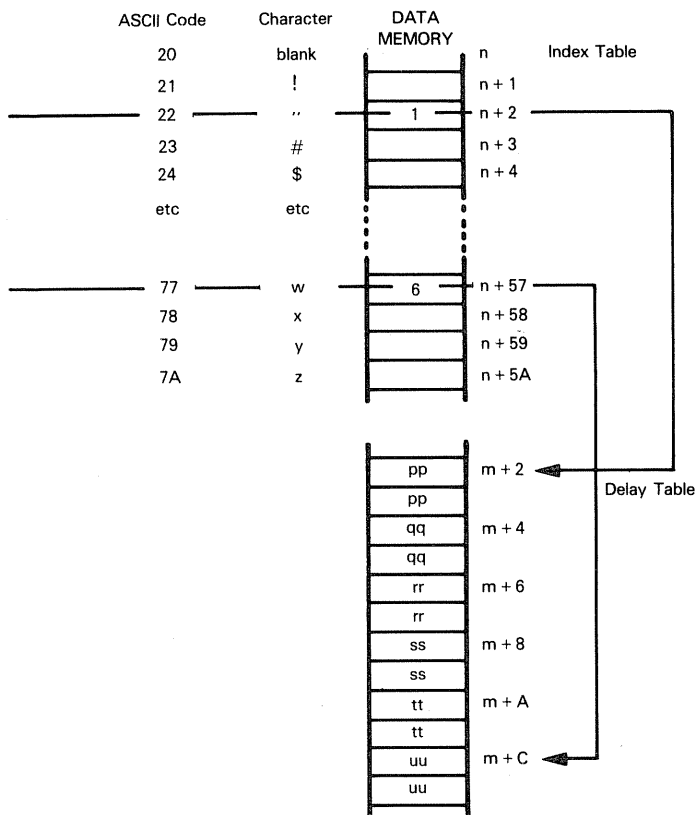 ASCII Code Character DATA MEMORY
20 blank n Index Table
21 ! n + 1
22 " 1 n + 2
23 # n + 3
24 $ n + 4
etc etc
77 w 6 n + 57
78 x n + 58
79 y n + 59
7A z n + 5A
pp m + 2
Delay Table
pp
qq m + 4
qq
rr m + 6
rr
ss m + 8
ss
tt m + A
tt
uu m + C
uu